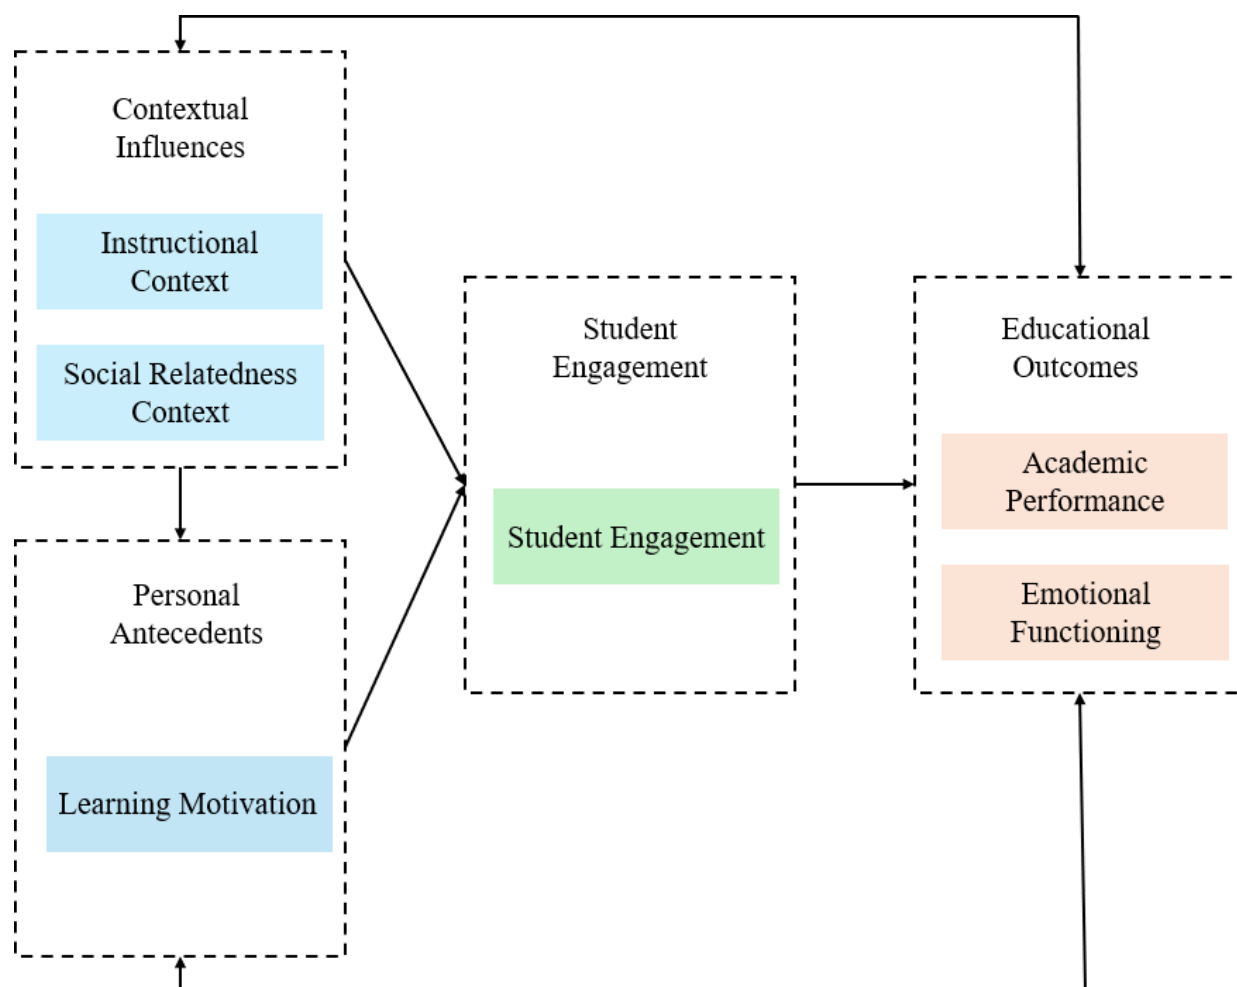 Contextual
Influences
Instructional
Context
Social Relatedness
Context
Personal
Antecedents
Learning Motivation
Student
Engagement
Student Engagement
Educational
Outcomes
Academic
Performance
Emotional
Functioning